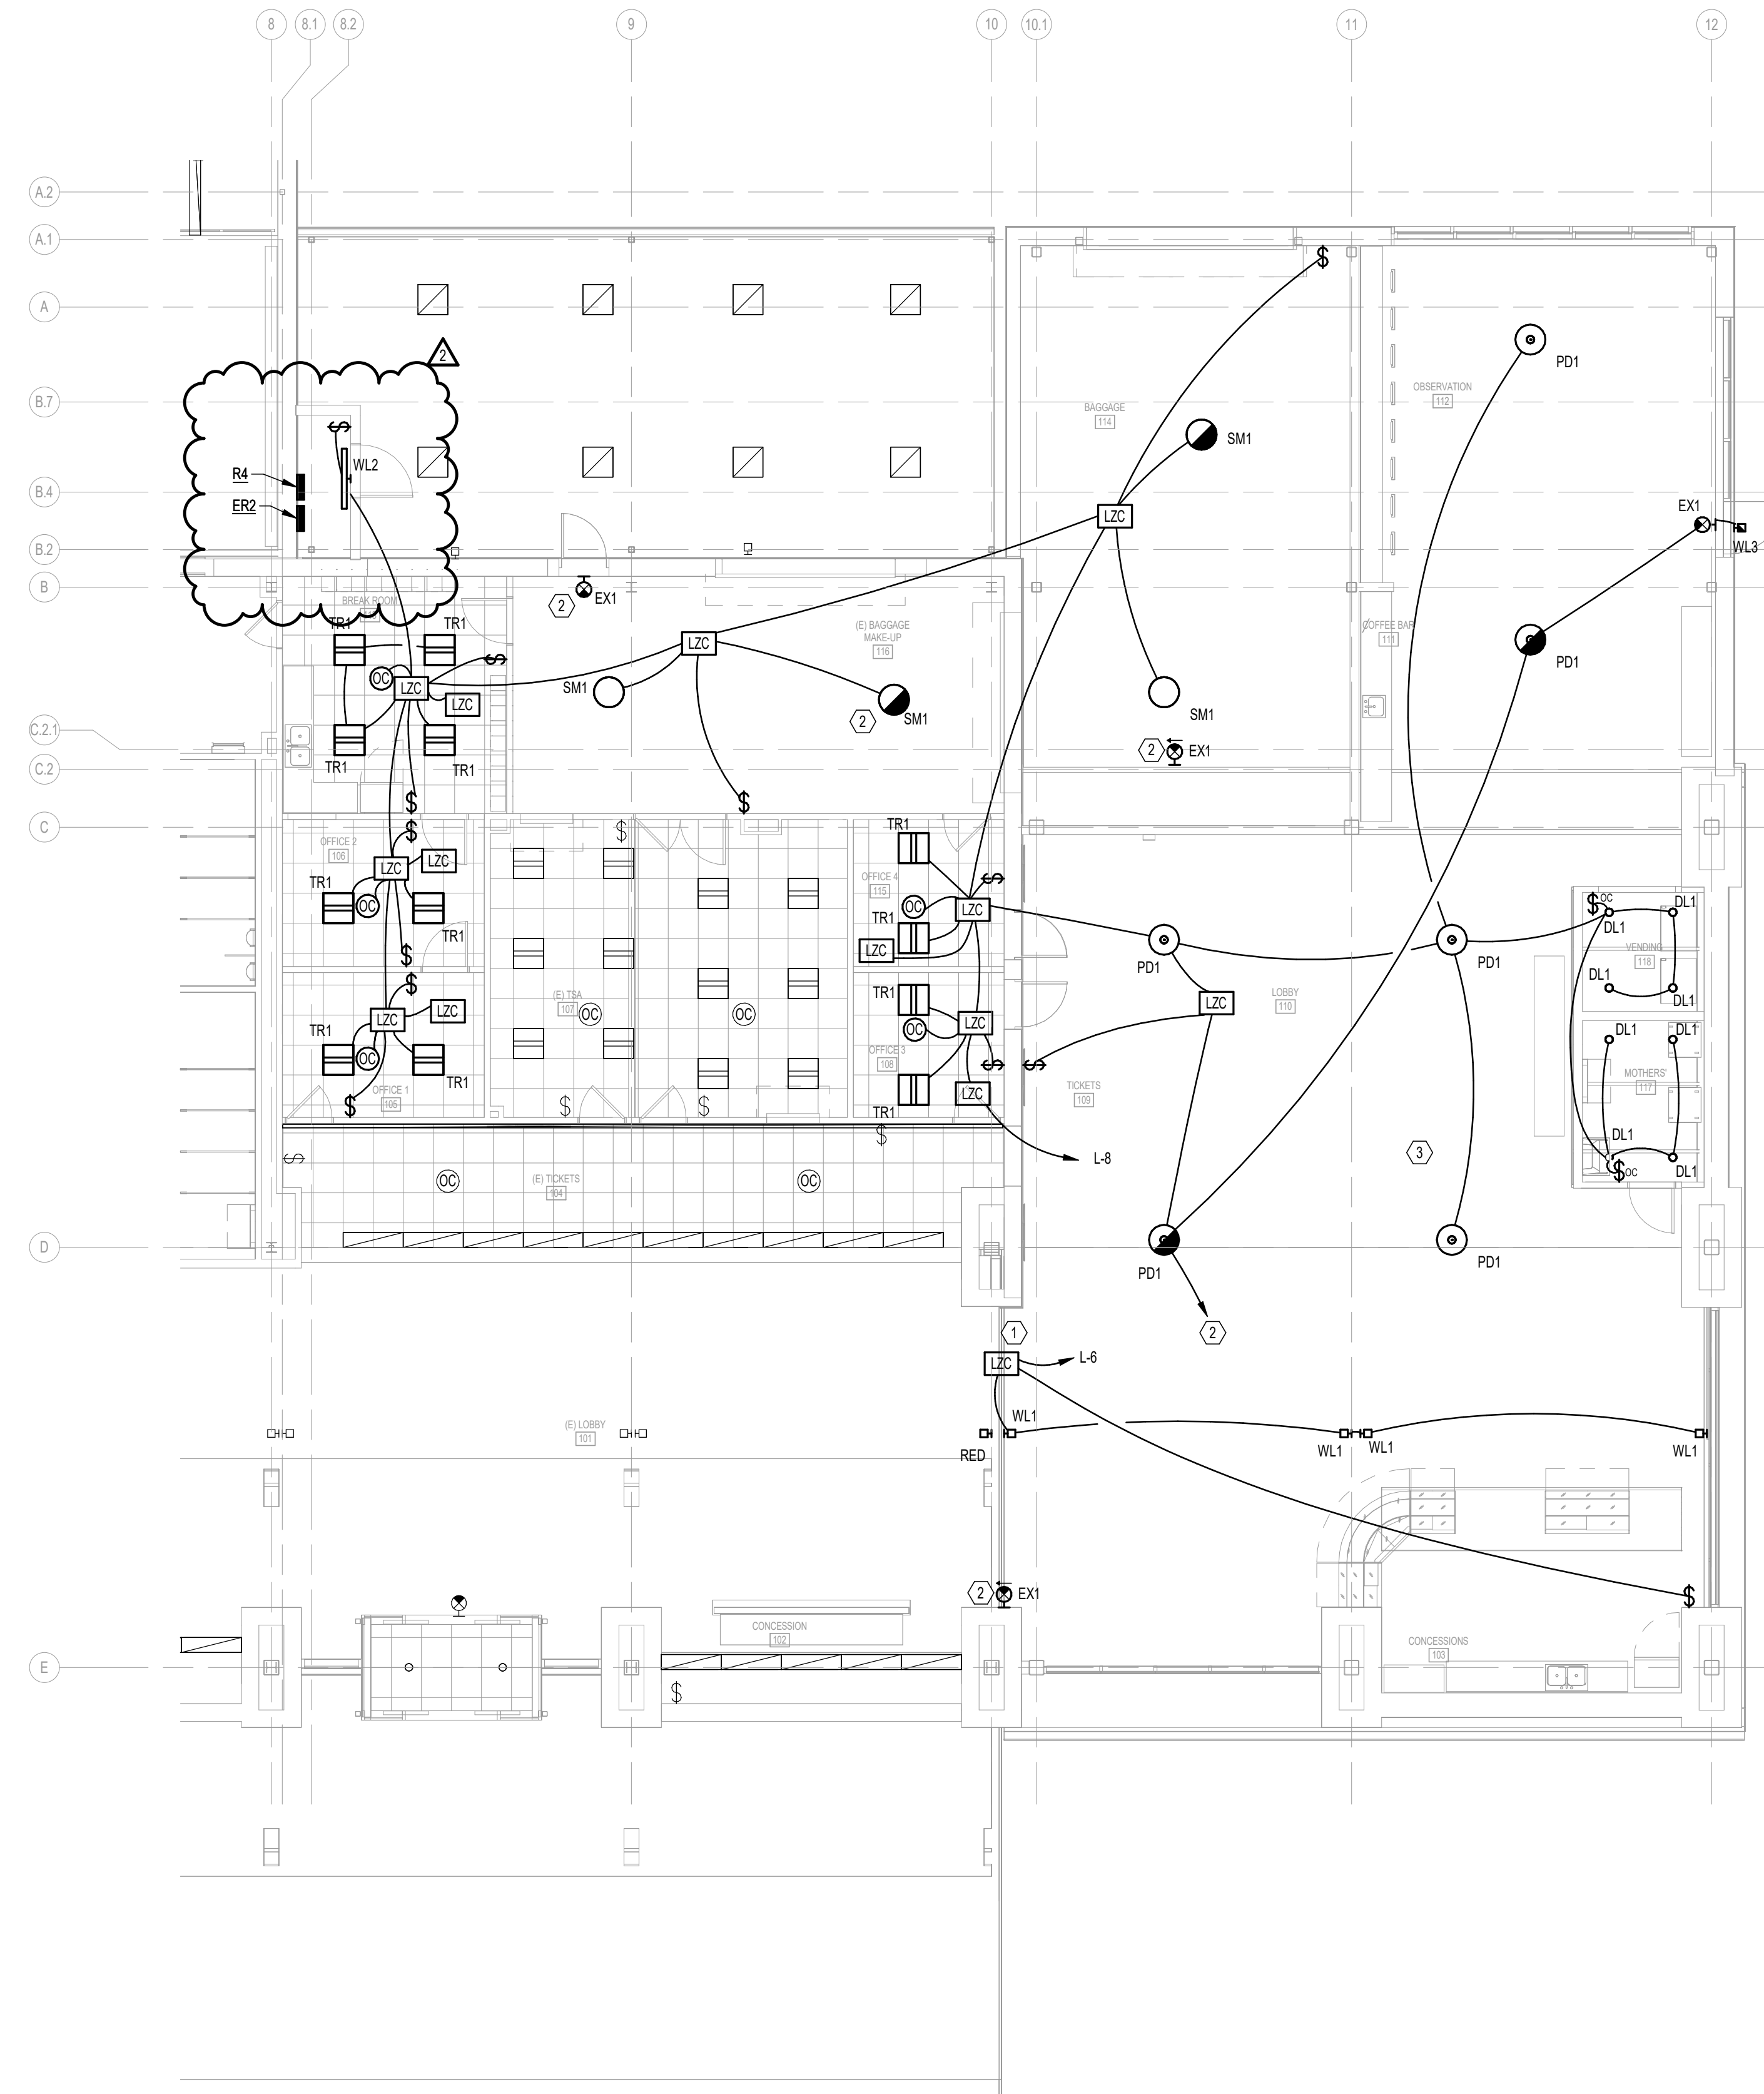 8
8.1
8.2
9
10
10.1
11
12
A.2
A.1
A
2
PD1
B.7
OBSERVATION
112
BAGGAGE
114
SM1
WL2
R4
B.4
ER2
LZC
EX1
WL3
B.2
B
2
EX1
BREAK ROOM
TR1
TR1
(E) BAGGAGE
MAKE-UP
116
COFFEE BAR
111
LZC
PD1
OC
LZC
LZC
SM1
2
SM1
SM1
C.2.1
C.2
TR1
TR1
2
EX1
C
TR1
OFFICE 2
106
LZC
LZC
OFFICE 4
115
TR1
OC
TR1
OC
TR1
LZC
LZC
PD1
PD1
$
OC
DL1
DL1
VENDING
118
DL1
DL1
(E) TSA
107
OC
OC
LZC
LOBBY
110
TR1
LZC
LZC
OC
TR1
TR1
OC
LZC
OFFICE 3
108
DL1
DL1
MOTHERS'
117
OFFICE 1
105
LZC
TR1
TICKETS
109
L-8
3
DL1
$
OC
DL1
(E) TICKETS
104
OC
OC
D
PD1
PD1
2
1
LZC
L-6
(E) LOBBY
101
WL1
RED
WL1
WL1
WL1
2
EX1
CONCESSION
102
CONCESSIONS
103
E